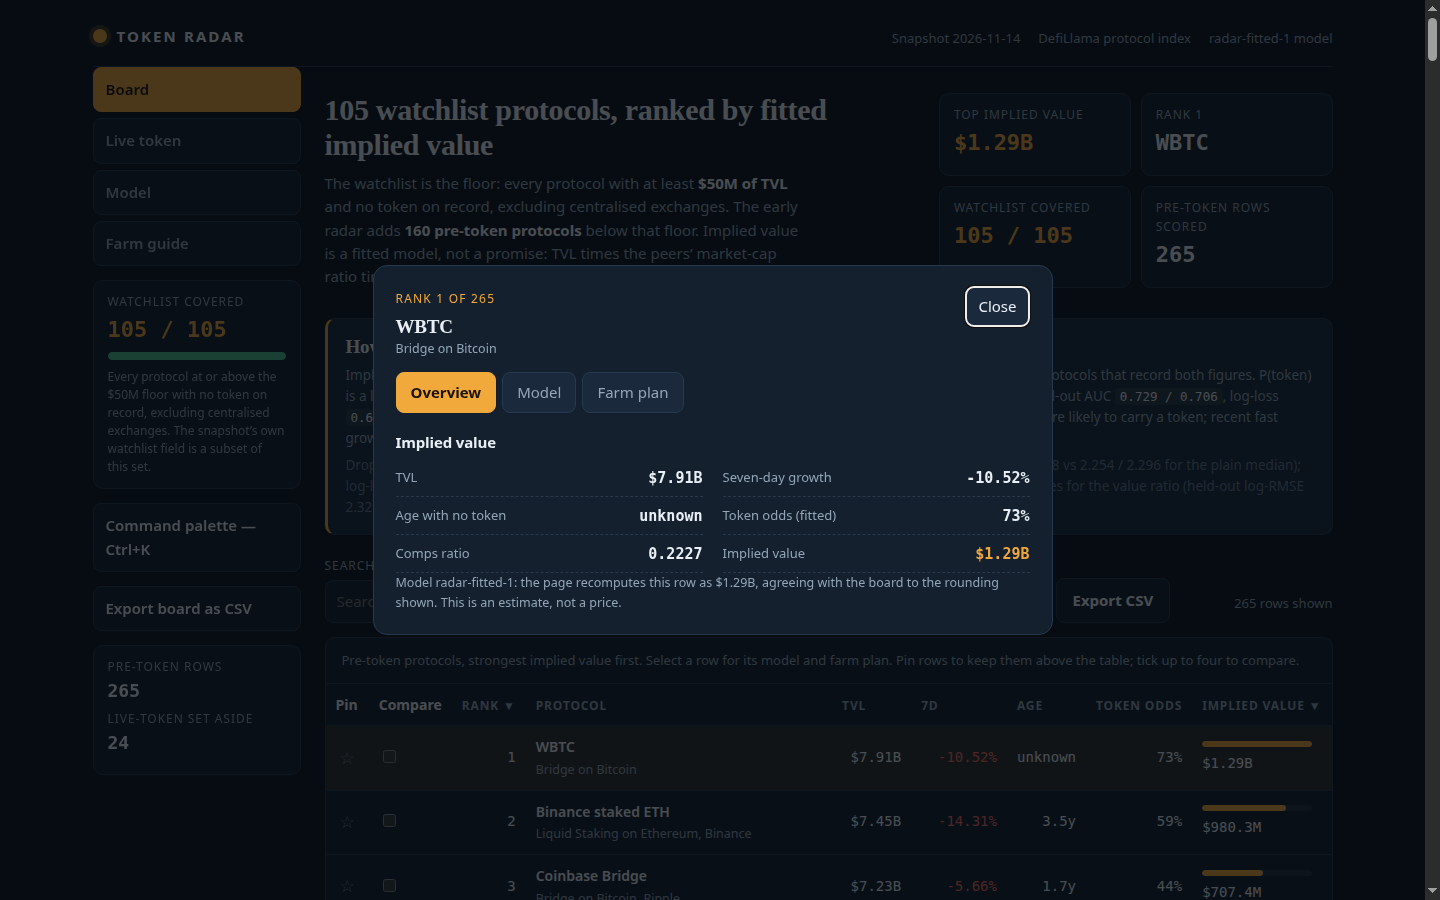 TOKEN RADAR
Snapshot 2026-11-14 DefiLlama protocol index radar-fitted-1 model
Board
Live token
Model
Farm guide
WATCHLIST COVERED
105 / 105
Every protocol at or above the
$50M floor with no token on
record, excluding centralised
exchanges. The snapshot's own
watchlist field is a subset of
this set.
Command palette —
Ctrl+K
Export board as CSV
PRE-TOKEN ROWS
265
LIVE-TOKEN SET ASIDE
24
105 watchlist protocols, ranked by fitted
implied value
The watchlist is the floor: every protocol with at least $50M of TVL
and no token on record, excluding centralised exchanges. The early
radar adds 160 pre-token protocols below that floor. Implied value
is a fitted model, not a promise: TVL times the peers' market-cap
ratio
TOP IMPLIED VALUE
$1.29B
RANK 1
WBTC
WATCHLIST COVERED
105 / 105
PRE-TOKEN ROWS
SCORED
265
rotocols that record both figures. P(token)
is a
AUC 0.729 / 0.706 , log-loss
re likely to carry a token; recent fast
grow
Drop
8 vs 2.254 / 2.296 for the plain median);
log-l
es for the value ratio (held-out log-RMSE
2.32
RANK 1 OF 265
WBTC
Bridge on Bitcoin
Close
Overview Model Farm plan
Implied value
TVL $7.91B Seven-day growth -10.52%
Age with no token unknown Token odds (fitted) 73%
Comps ratio 0.2227 Implied value $1.29B
Model radar-fitted-1: the page recomputes this row as $1.29B, agreeing with the board to the rounding
shown. This is an estimate, not a price.
SEARCH
Searc
Export CSV
265 rows shown
Pre-token protocols, strongest implied value first. Select a row for its model and farm plan. Pin rows to keep them above the table; tick up to four to compare.
Pin Compare RANK ▼ PROTOCOL TVL 7D AGE TOKEN ODDS IMPLIED VALUE ▼
☆ 1 WBTC $7.91B -10.52% unknown 73% $1.29B
Bridge on Bitcoin
☆ 2 Binance staked ETH $7.45B -14.31% 3.5y 59% $980.3M
Liquid Staking on Ethereum, Binance
☆ 3 Coinbase Bridge $7.23B -5.66% 1.7y 44% $707.4M
Bridge on Bitcoin, Ripple